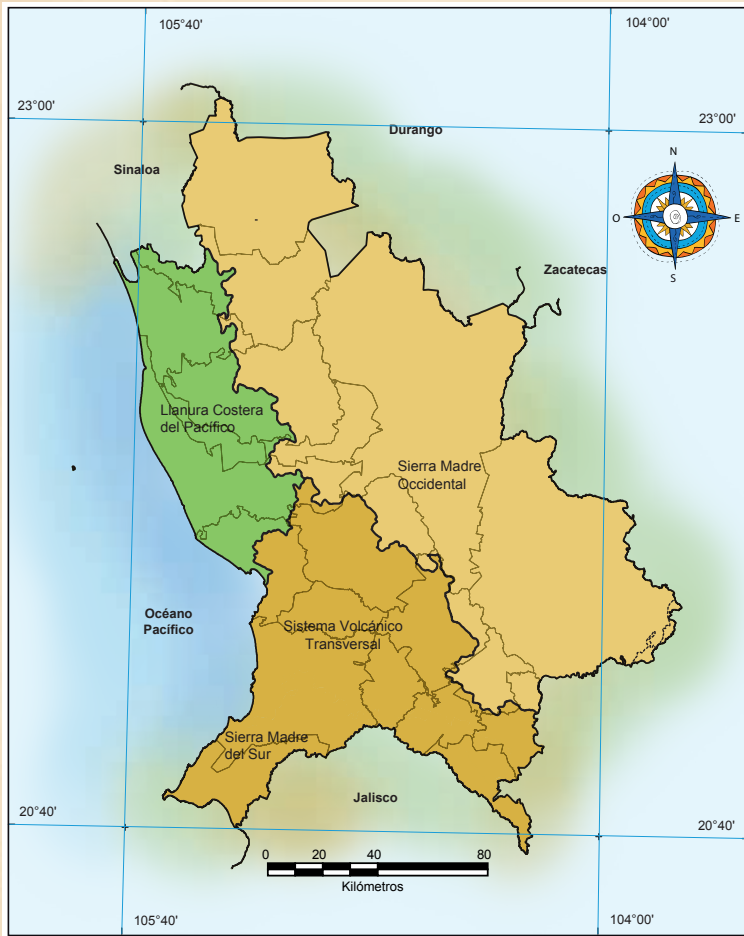 105°40'
104°00'
23°00'
Durango
23°00'
Sinaloa
N
O
E
S
Zacatecas
Llanura Costera
del Pacífico
Sierra Madre
Occidental
Océano
Pacífico
Sistema Volcánico
Transversal
Sierra Madre
del Sur
Jalisco
20°40'
20°40'
0 20 40 80
Kilómetros
105°40'
104°00'